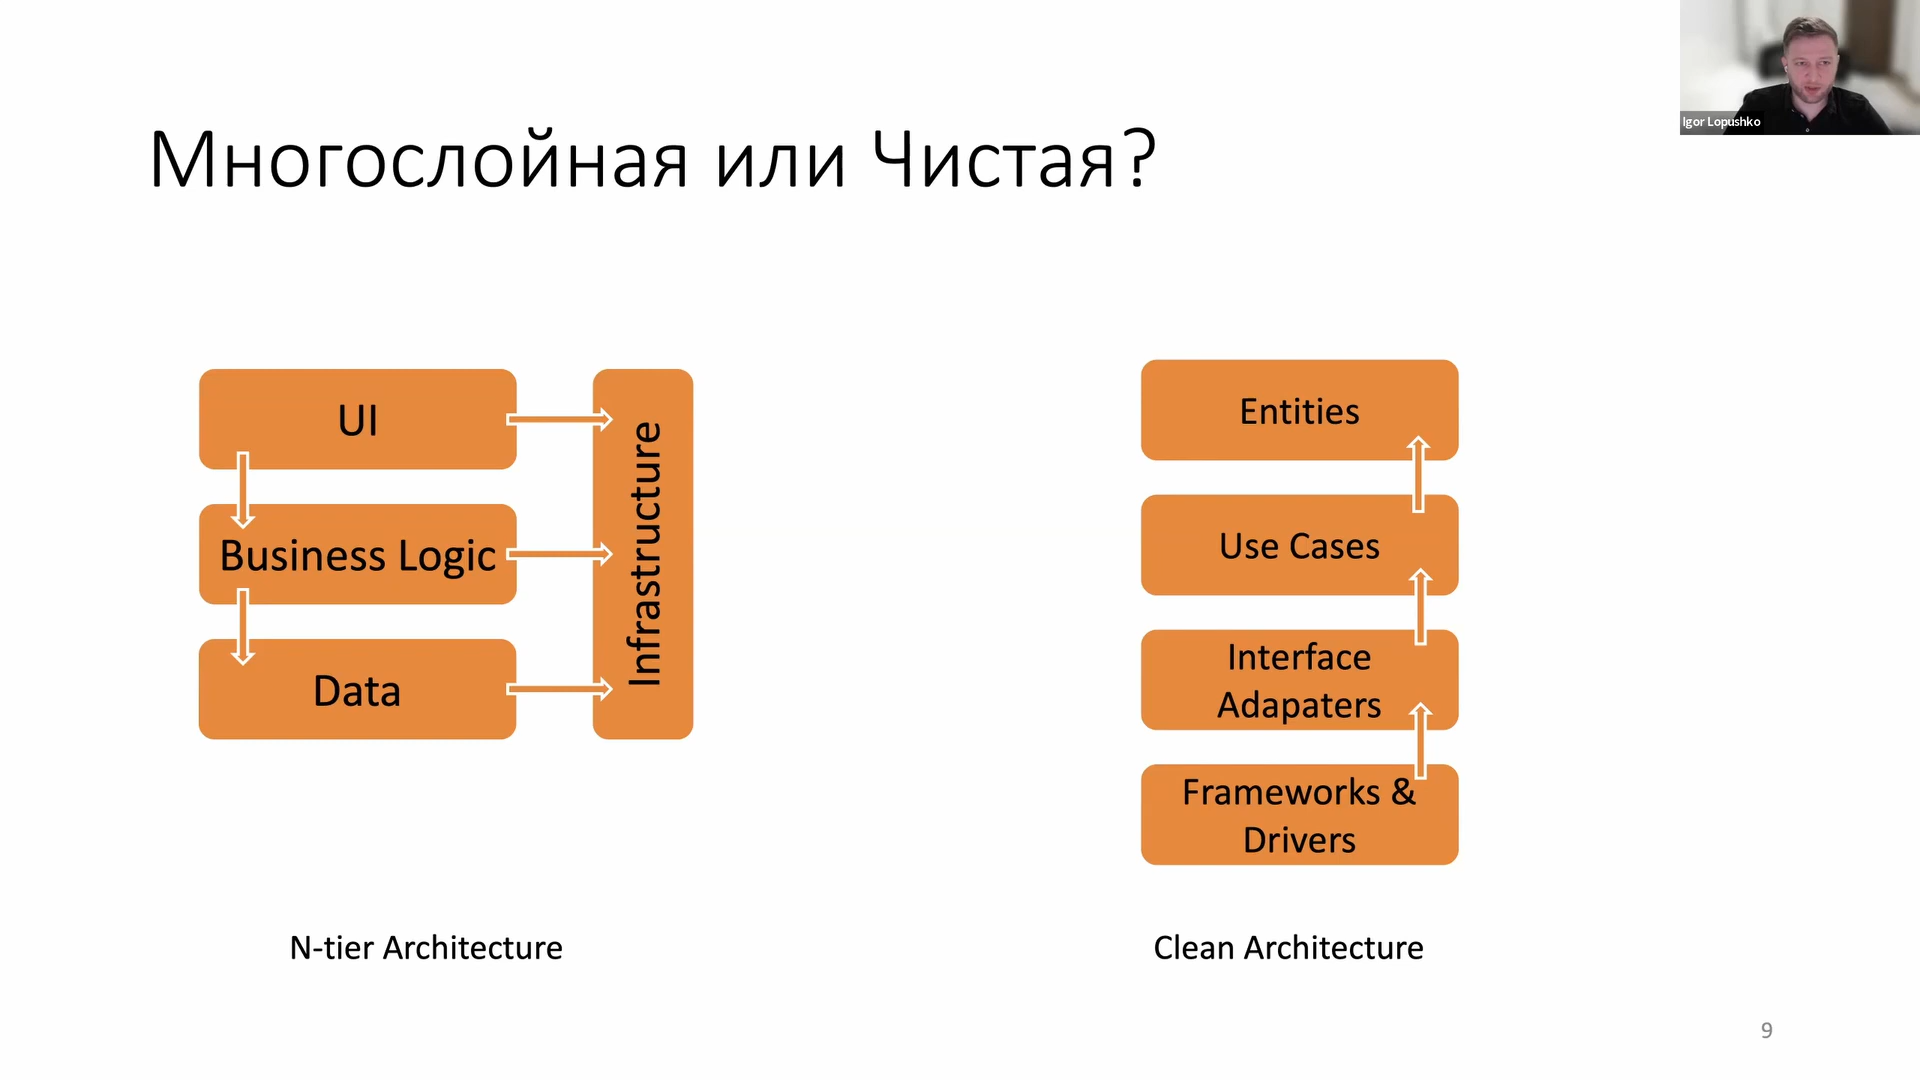 Igor Lopushko
Многослойная или Чистая?
UI
Business Logic
Data
Infrastructure
N-tier Architecture
Entities
Use Cases
Interface
Adapaters
Frameworks &
Drivers
Clean Architecture
9